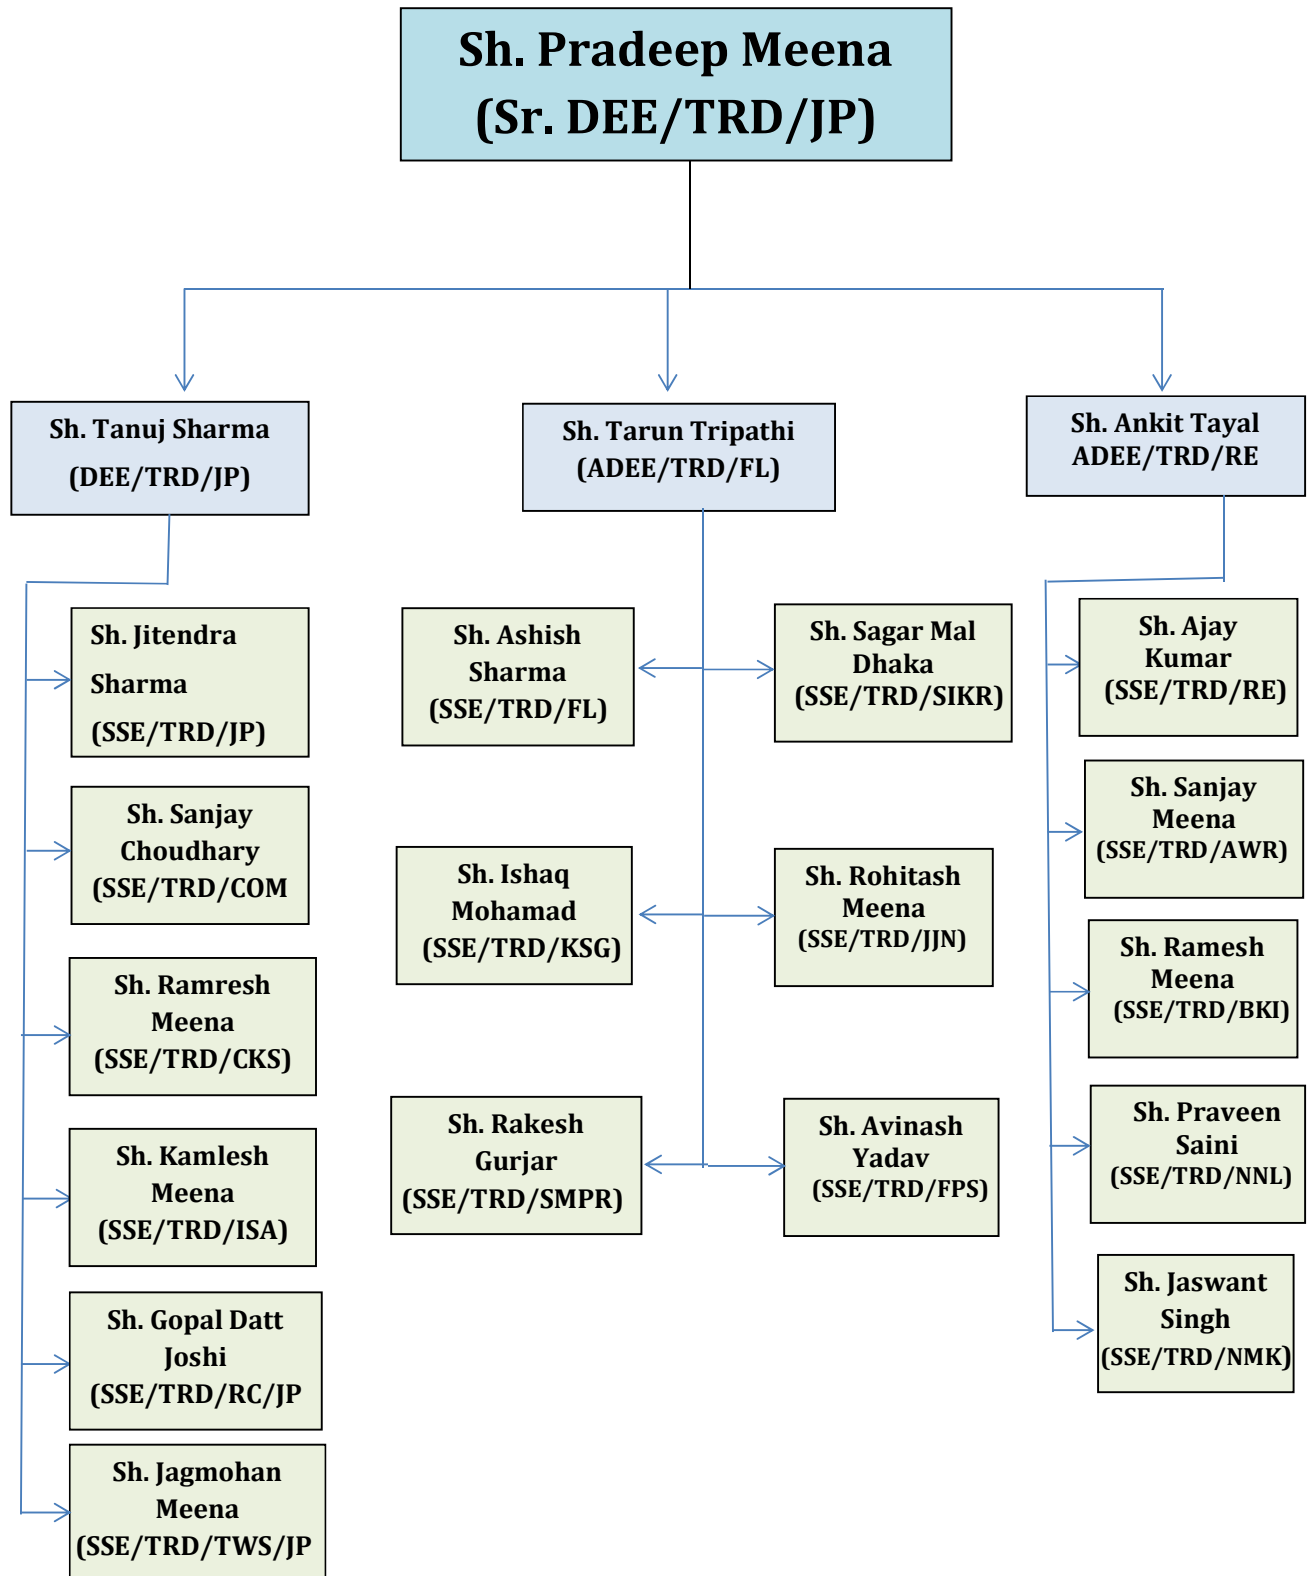 Sh. Pradeep Meena
(Sr. DEE/TRD/JP)
Sh. Tanuj Sharma
(DEE/TRD/JP)
Sh. Tarun Tripathi
(ADEE/TRD/FL)
Sh. Ankit Tayal
ADEE/TRD/RE
Sh. Jitendra
Sharma
(SSE/TRD/JP)
Sh. Sanjay
Choudhary
(SSE/TRD/COM
Sh. Ramresh
Meena
(SSE/TRD/CKS)
Sh. Kamlesh
Meena
(SSE/TRD/ISA)
Sh. Gopal Datt
Joshi
(SSE/TRD/RC/JP
Sh. Jagmohan
Meena
(SSE/TRD/TWS/JP
Sh. Ashish
Sharma
(SSE/TRD/FL)
Sh. Sagar Mal
Dhaka
(SSE/TRD/SIKR)
Sh. Ishaq
Mohamad
(SSE/TRD/KSG)
Sh. Rohitash
Meena
(SSE/TRD/JJN)
Sh. Rakesh
Gurjar
(SSE/TRD/SMPR)
Sh. Avinash
Yadav
(SSE/TRD/FPS)
Sh. Ajay
Kumar
(SSE/TRD/RE)
Sh. Sanjay
Meena
(SSE/TRD/AWR)
Sh. Ramesh
Meena
(SSE/TRD/BKI)
Sh. Praveen
Saini
(SSE/TRD/NNL)
Sh. Jaswant
Singh
(SSE/TRD/NMK)